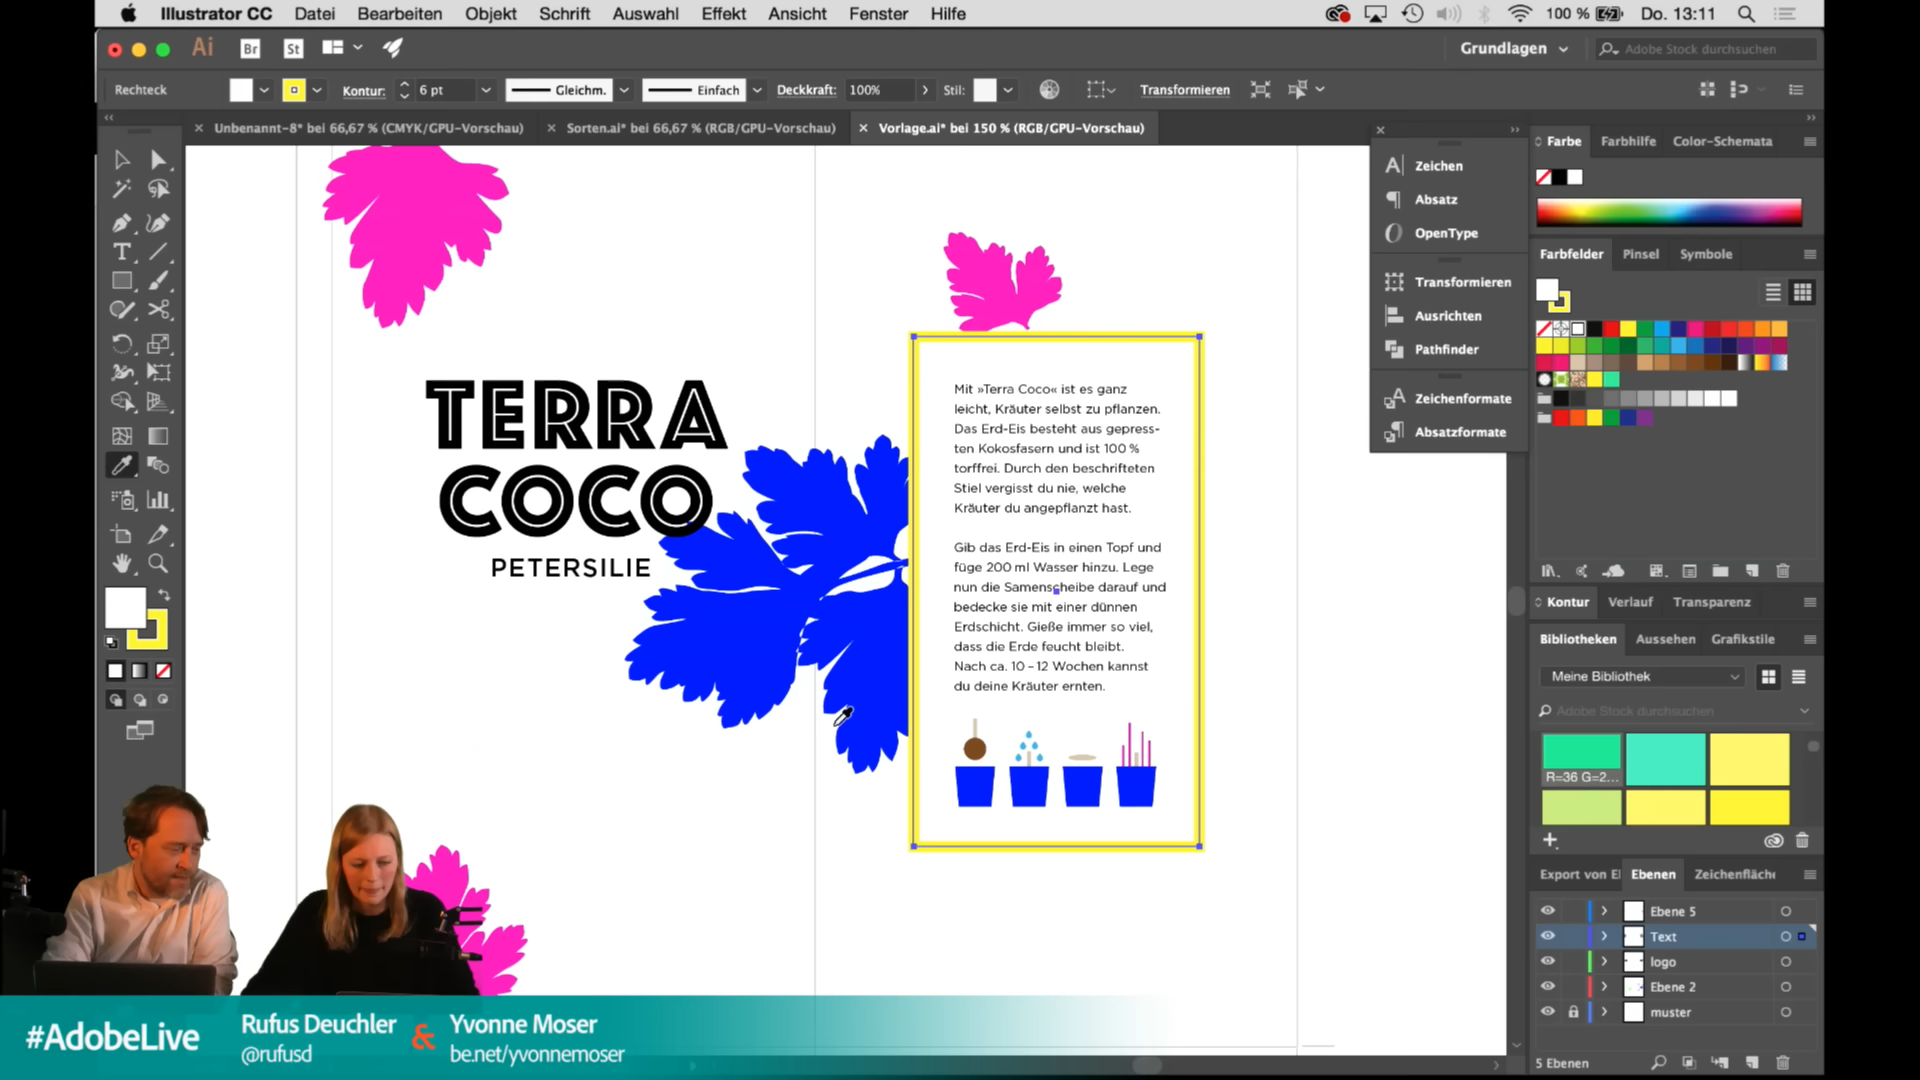 Illustrator CC Datei Bearbeiten Objekt Schrift Auswahl Effekt Ansicht Fenster Hilfe
100 % Do. 13:11
Ai Br St
Grundlagen Adobe Stock durchsuchen
Rechteck Kontur: 6 pt Gleichm. Einfach Deckkraft: 100% Stil: Transformieren
Unbenannt-8* bei 66,67 % (CMYK/GPU-Vorschau) Sorten.ai* bei 66,67 % (RGB/GPU-Vorschau) Vorlage.ai* bei 150 % (RGB/GPU-Vorschau)
Zeichen
Absatz
OpenType
Transformieren
Ausrichten
Pathfinder
Zeichenformate
Absatzformate
Farbe Farbhilfe Color-Schemata
Farbfelder Pinsel Symbole
TERRA
COCO
PETERSILIE
Mit »Terra Coco« ist es ganz
leicht, Kräuter selbst zu pflanzen.
Das Erd-Eis besteht aus gepress-
ten Kokosfasern und ist 100 %
torffrei. Durch den beschrifteten
Stiel vergisst du nie, welche
Kräuter du angepflanzt hast.
Gib das Erd-Eis in einen Topf und
füge 200 ml Wasser hinzu. Lege
nun die Samenscheibe darauf und
bedecke sie mit einer dünnen
Erdschicht. Gieße immer so viel,
dass die Erde feucht bleibt.
Nach ca. 10 – 12 Wochen kannst
du deine Kräuter ernten.
Kontur Verlauf Transparenz
Bibliotheken Aussehen Grafikstile
Meine Bibliothek
Adobe Stock durchsuchen
R=36 G=2...
Export von El Ebenen Zeichenfläche
Ebene 5
Text
logo
Ebene 2
muster
5 Ebenen
#AdobeLive
Rufus Deuchler & Yvonne Moser
@rufusd be.net/yvonnemoser